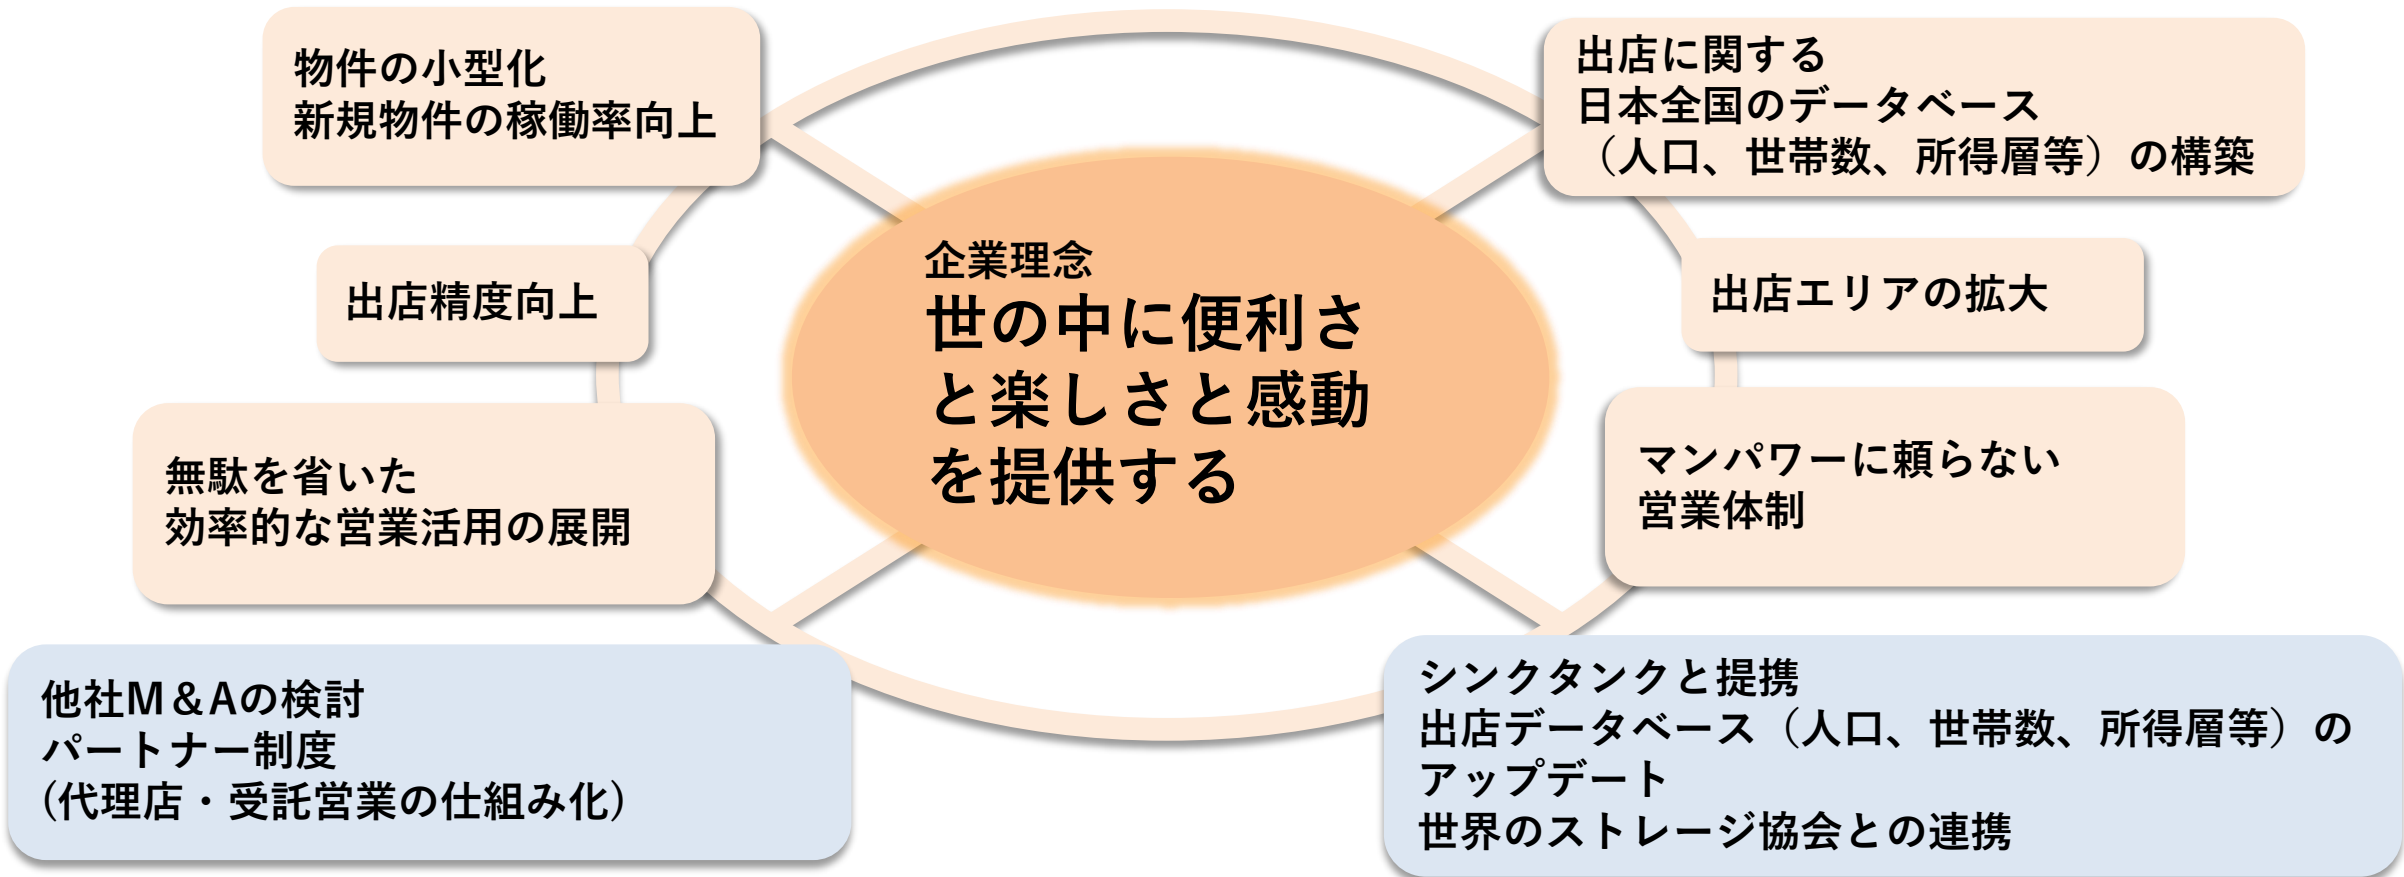 物件の小型化
新規物件の稼働率向上
出店に関する
日本全国のデータベース
（人口、世帯数、所得層等）の構築
出店精度向上
出店エリアの拡大
企業理念
世の中に便利さ
と楽しさと感動
を提供する
無駄を省いた
効率的な営業活用の展開
マンパワーに頼らない
営業体制
他社M＆Aの検討
パートナー制度
(代理店・受託営業の仕組み化）
シンクタンクと提携
出店データベース（人口、世帯数、所得層等）の
アップデート
世界のストレージ協会との連携